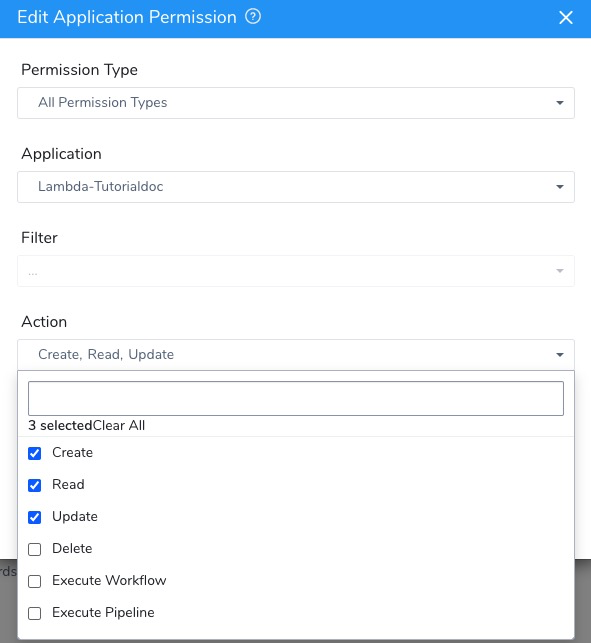 Edit Application Permission ?
Permission Type
All Permission Types
Application
Lambda-Tutorialdoc
Filter
...
Action
Create, Read, Update
3 selectedClear All
Create
Read
Update
Delete
rds
Execute Workflow
Execute Pipeline